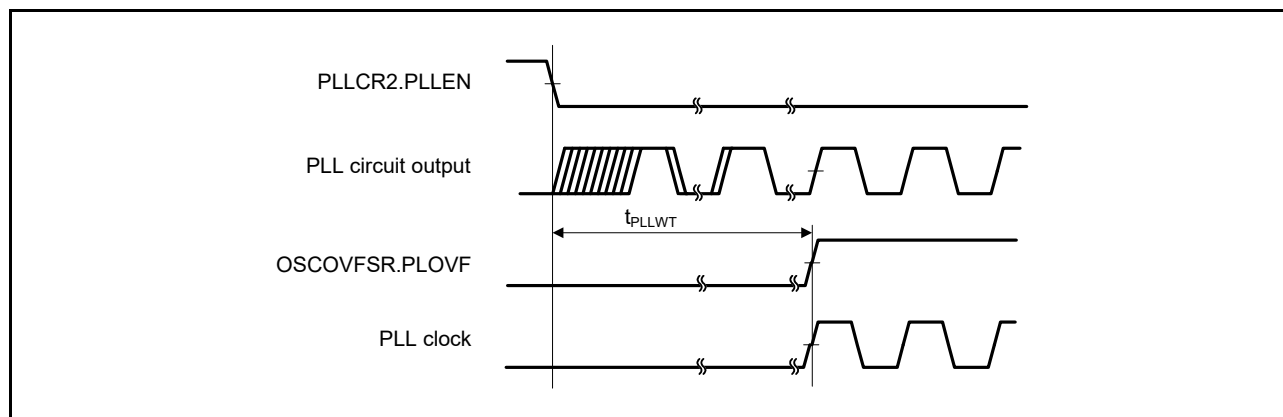 PLLCR2.PLLEN
PLL circuit output
tPLLWT
OSCOVFSR.PLOVF
PLL clock